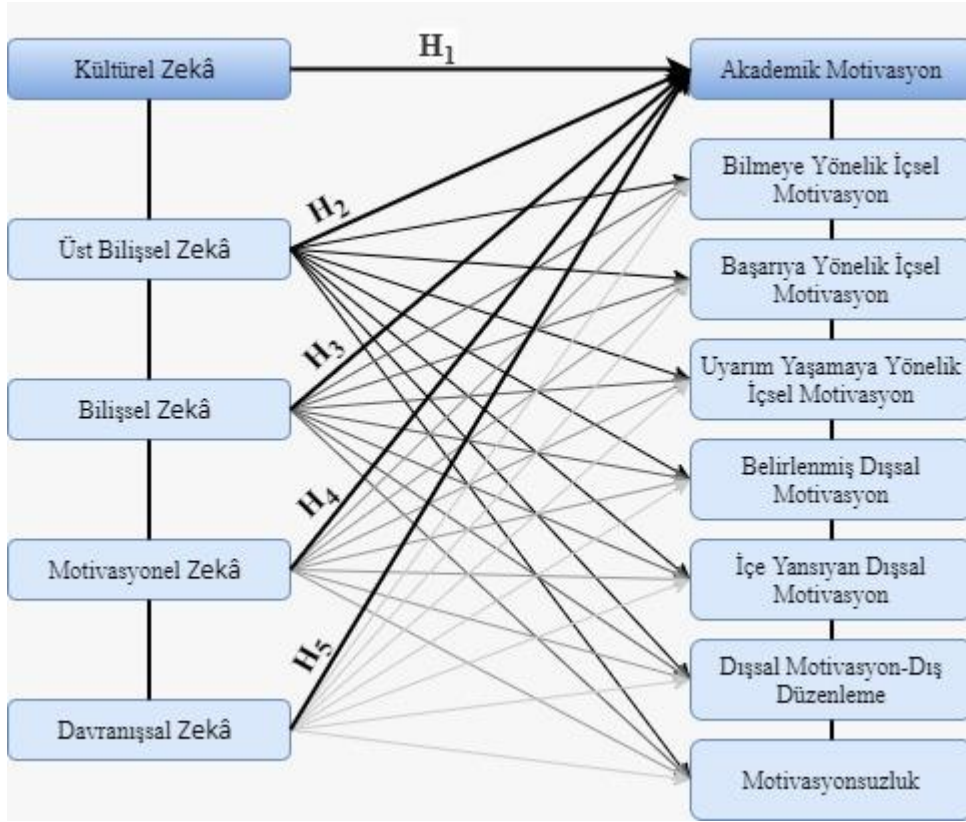 H1
Kültürel Zekâ
Akademik Motivasyon
Bilmeye Yönelik İçsel
Motivasyon
H2
Üst Bilişsel Zekâ
Başarıya Yönelik İçsel
Motivasyon
H3
Uyarım Yaşamaya Yönelik
İçsel Motivasyon
Bilişsel Zekâ
Belirlenmiş Dışsal
Motivasyon
H4
Motivasyonel Zekâ
İçe Yansıyan Dışsal
Motivasyon
H5
Dışsal Motivasyon-Dış
Düzenleme
Davranışsal Zekâ
Motivasyonsuzluk